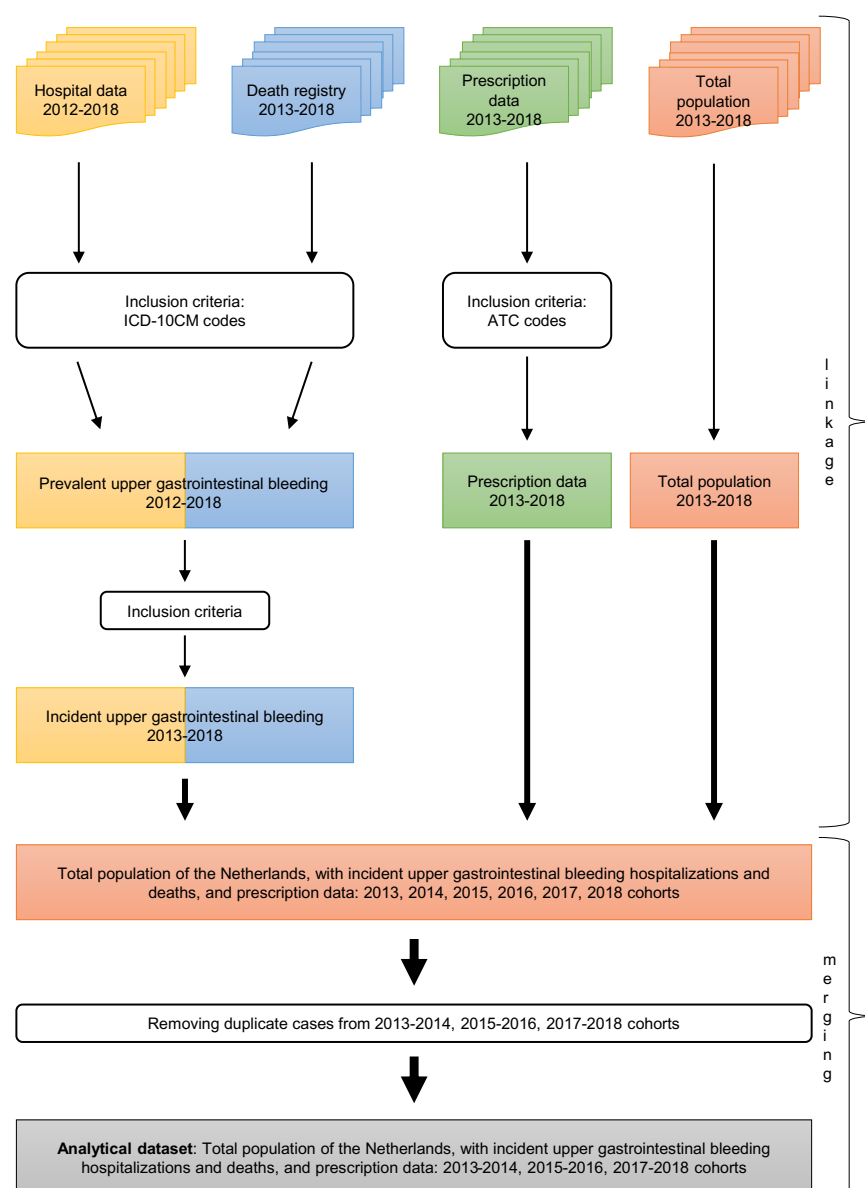 Hospital data
2012-2018
Death registry
2013-2018
Prescription
data
2013-2018
Total
population
2013-2018
Inclusion criteria:
ICD-10CM codes
Inclusion criteria:
ATC codes
linkage
Prevalent upper gastrointestinal bleeding
2012-2018
Prescription data
2013-2018
Total population
2013-2018
Inclusion criteria
Incident upper gastrointestinal bleeding
2013-2018
Total population of the Netherlands, with incident upper gastrointestinal bleeding hospitalizations and
deaths, and prescription data: 2013, 2014, 2015, 2016, 2017, 2018 cohorts
merging
Removing duplicate cases from 2013-2014, 2015-2016, 2017-2018 cohorts
Analytical dataset: Total population of the Netherlands, with incident upper gastrointestinal bleeding
hospitalizations and deaths, and prescription data: 2013-2014, 2015-2016, 2017-2018 cohorts